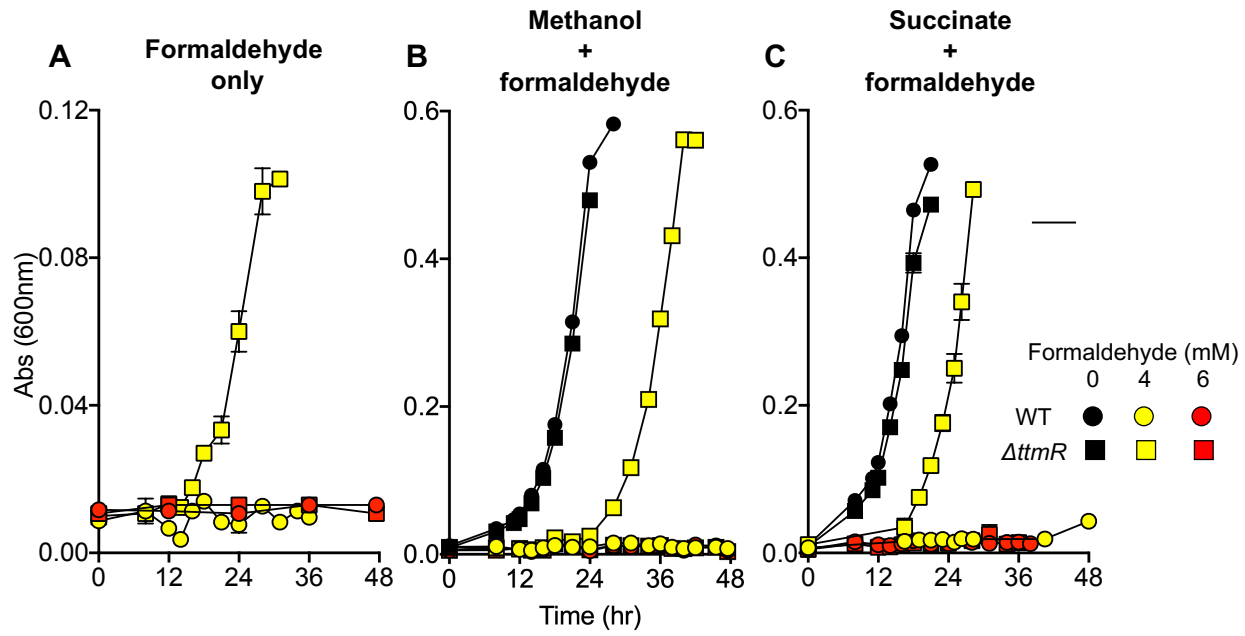 A
Formaldehyde
only
B
Methanol
+
formaldehyde
C
Succinate
+
formaldehyde
Abs (600nm)
0.12
0.08
0.04
0.00
0 12 24 36 48
0.6
0.4
0.2
0.0
0 12 24 36 48
0.6
0.4
0.2
0.0
0 12 24 36 48
Time (hr)
Formaldehyde (mM)
0 4 6
WT
ΔttmR